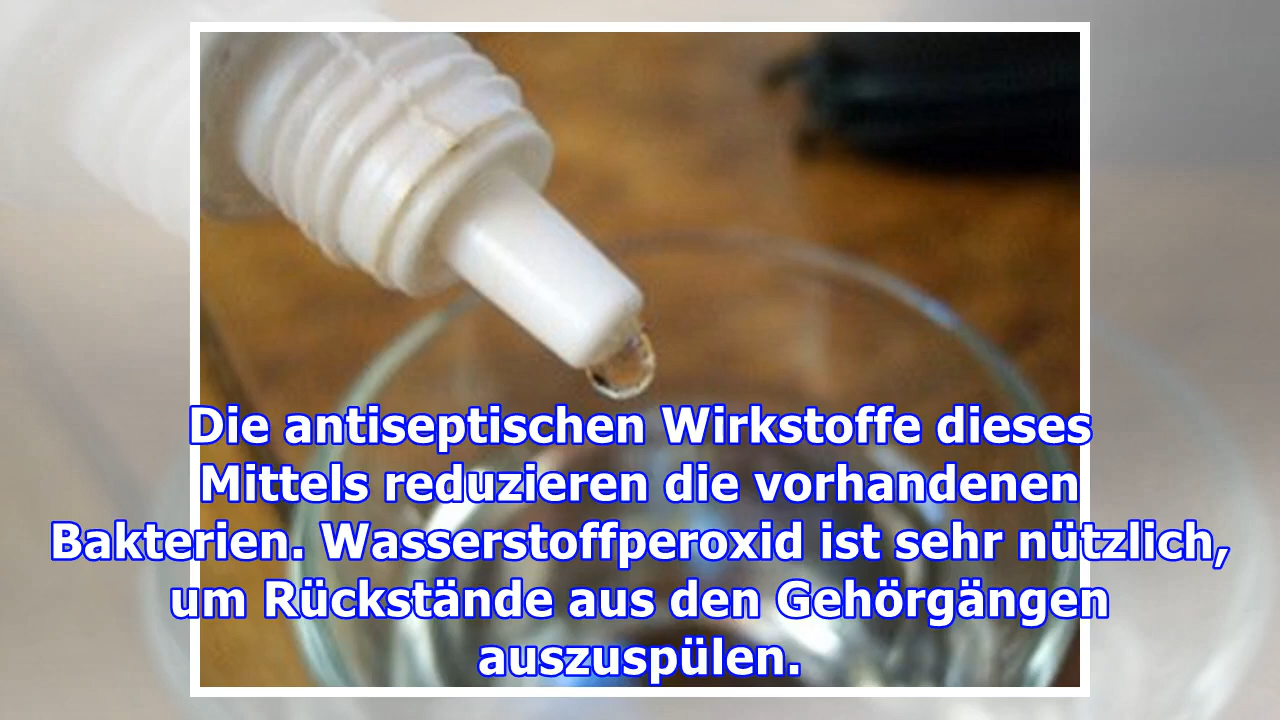 Die antiseptischen Wirkstoffe dieses
Mittels reduzieren die vorhandenen
Bakterien. Wasserstoffperoxid ist sehr nützlich,
um Rückstände aus den Gehörgängen
auszuspülen.